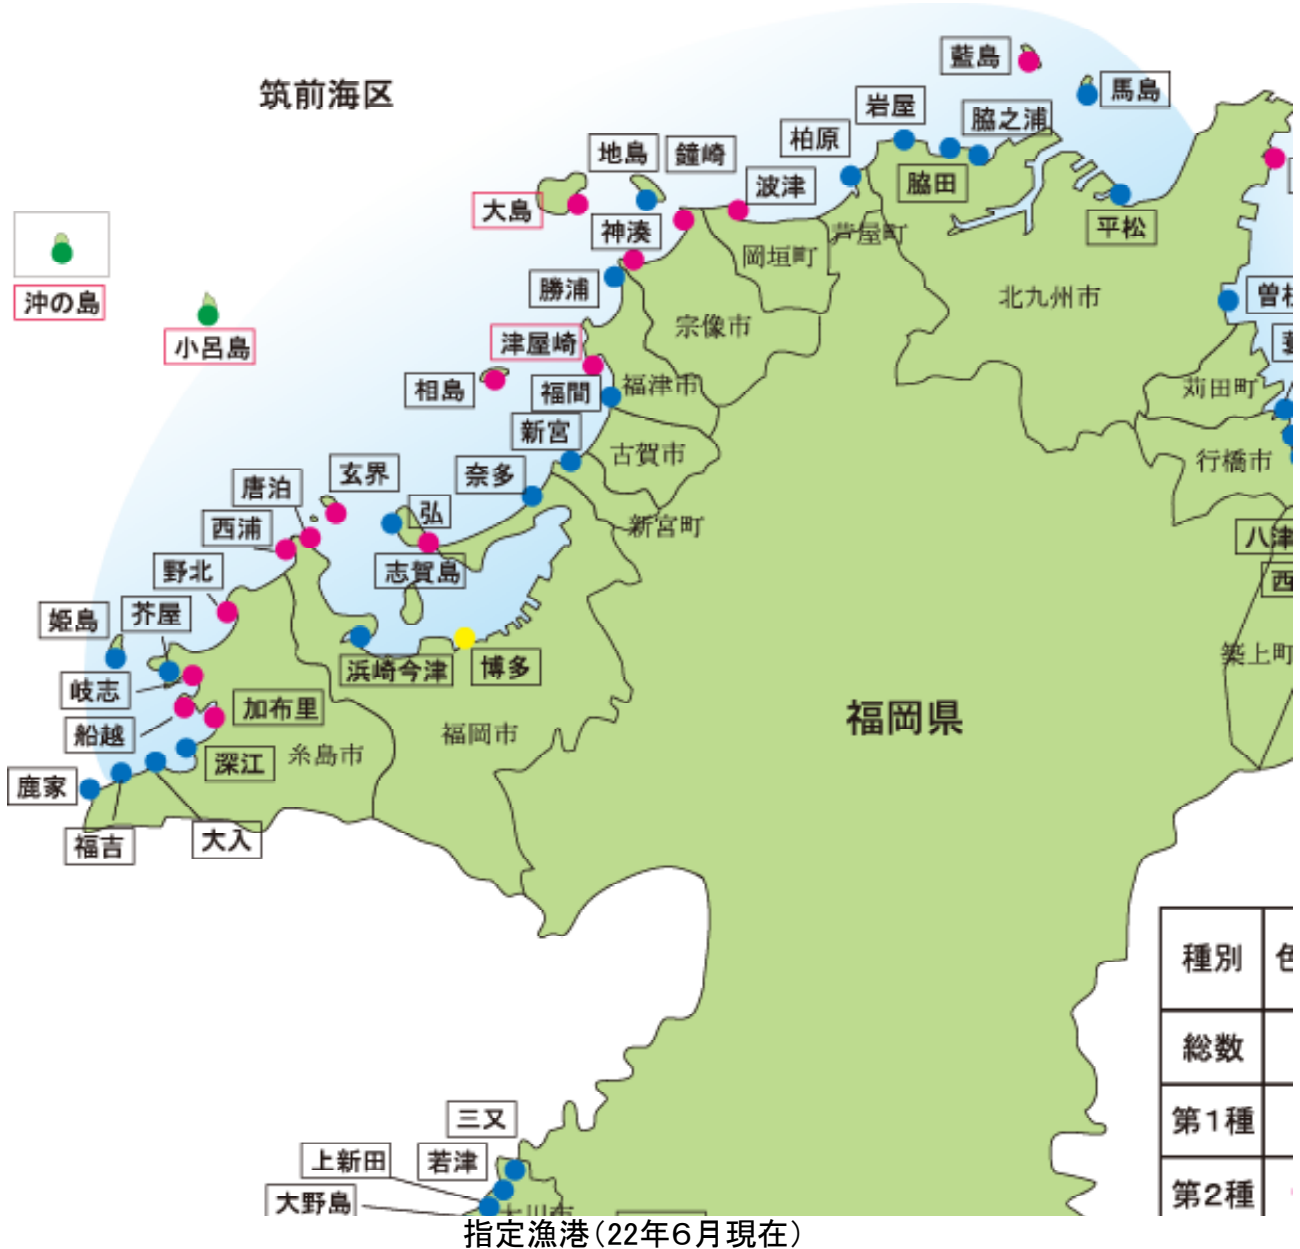 筑前海区
藍島
馬島
岩屋
脇之浦
柏原
地島
鐘崎
波津
脇田
大島
神湊
芦屋町
平松
岡垣町
勝浦
北九州市
沖の島
小呂島
宗像市
津屋崎
相島
福間
福津市
苅田町
新宮
古賀市
行橋市
玄界
奈多
唐泊
弘
西浦
新宮町
野北
志賀島
姫島
芥屋
浜崎今津
博多
築上町
岐志
加布里
福岡県
船越
福岡市
糸島市
深江
鹿家
福吉
大入
種別
総数
第1種
第2種
三又
上新田
若津
大野島
大川市
指定漁港(22年6月現在)